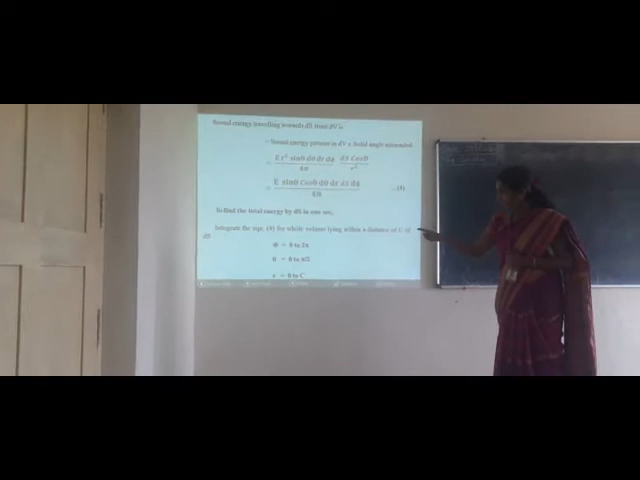 Sound energy travelling towards dS from dV is
= Sound energy present in dV x Solid angle subtended
= E r² sinθ dθ dr dϕ / 4π dS Cosθ / r²
= E sinθ Cosθ dθ dr dS dϕ / 4π ...(4)
To find the total energy by dS in one sec,
Integrate the eqn. (4) for whole volume lying within a distance of C of
dS
Φ = 0 to 2π
θ = 0 to π/2
r = 0 to C